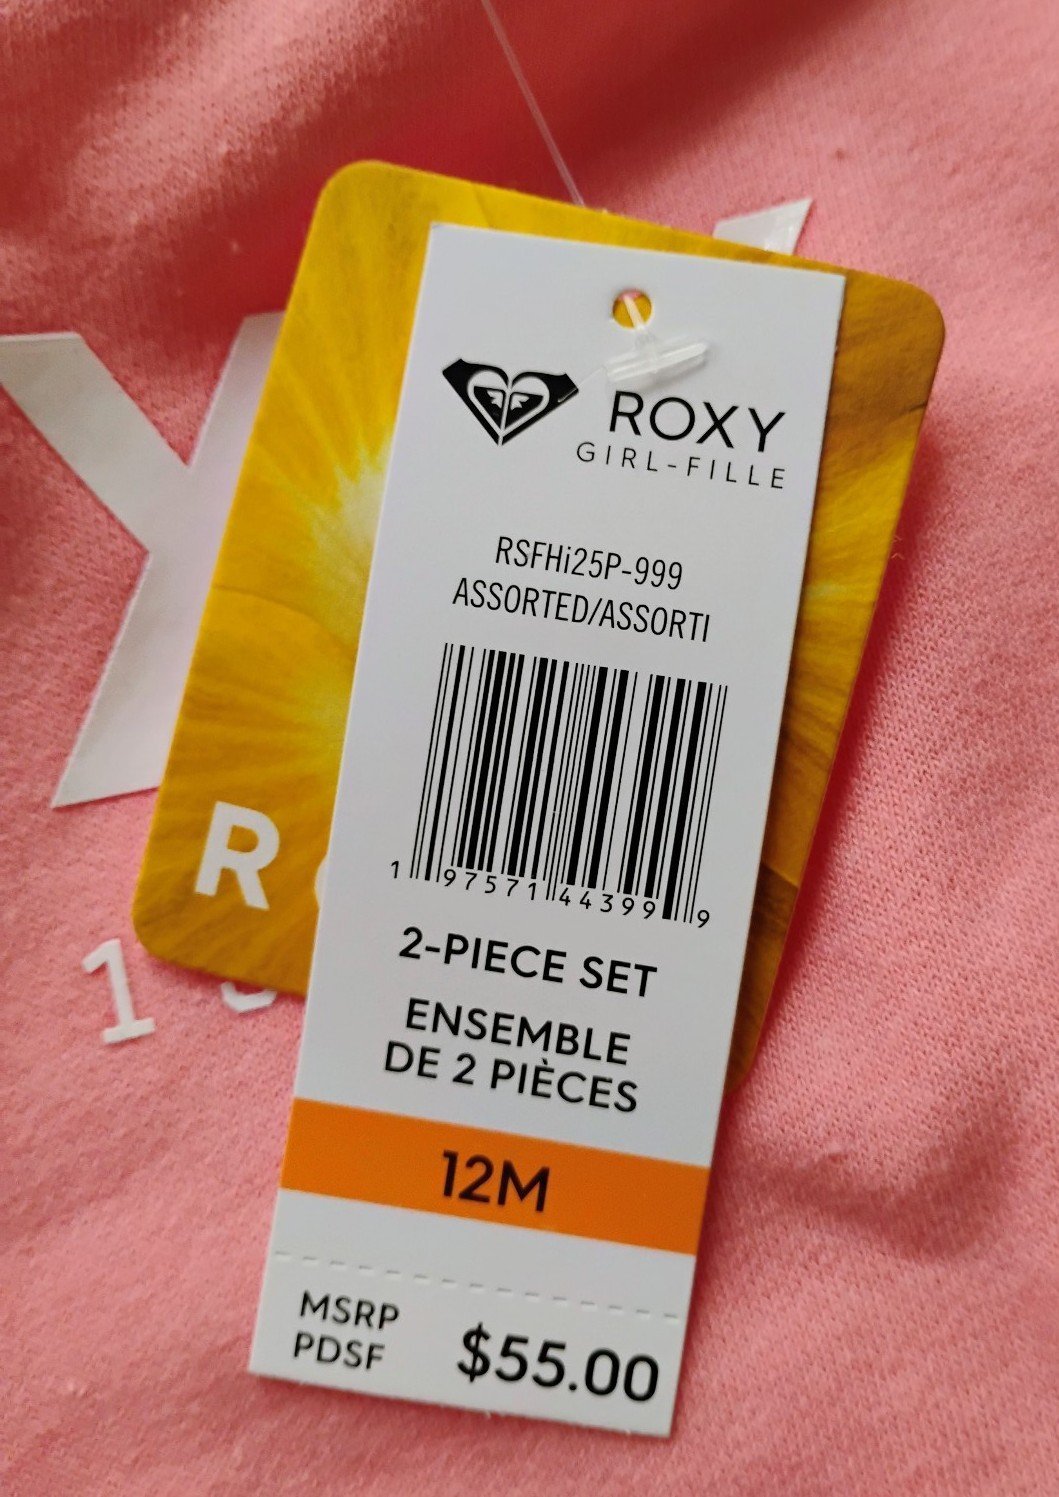 ROXY
GIRL-FILLE
RSFHi25P-999
ASSORTED/ASSORTI
1 97571 44399 9
2-PIECE SET
ENSEMBLE
DE 2 PIÈCES
12M
MSRP
PDSF
$55.00
R
Y
1